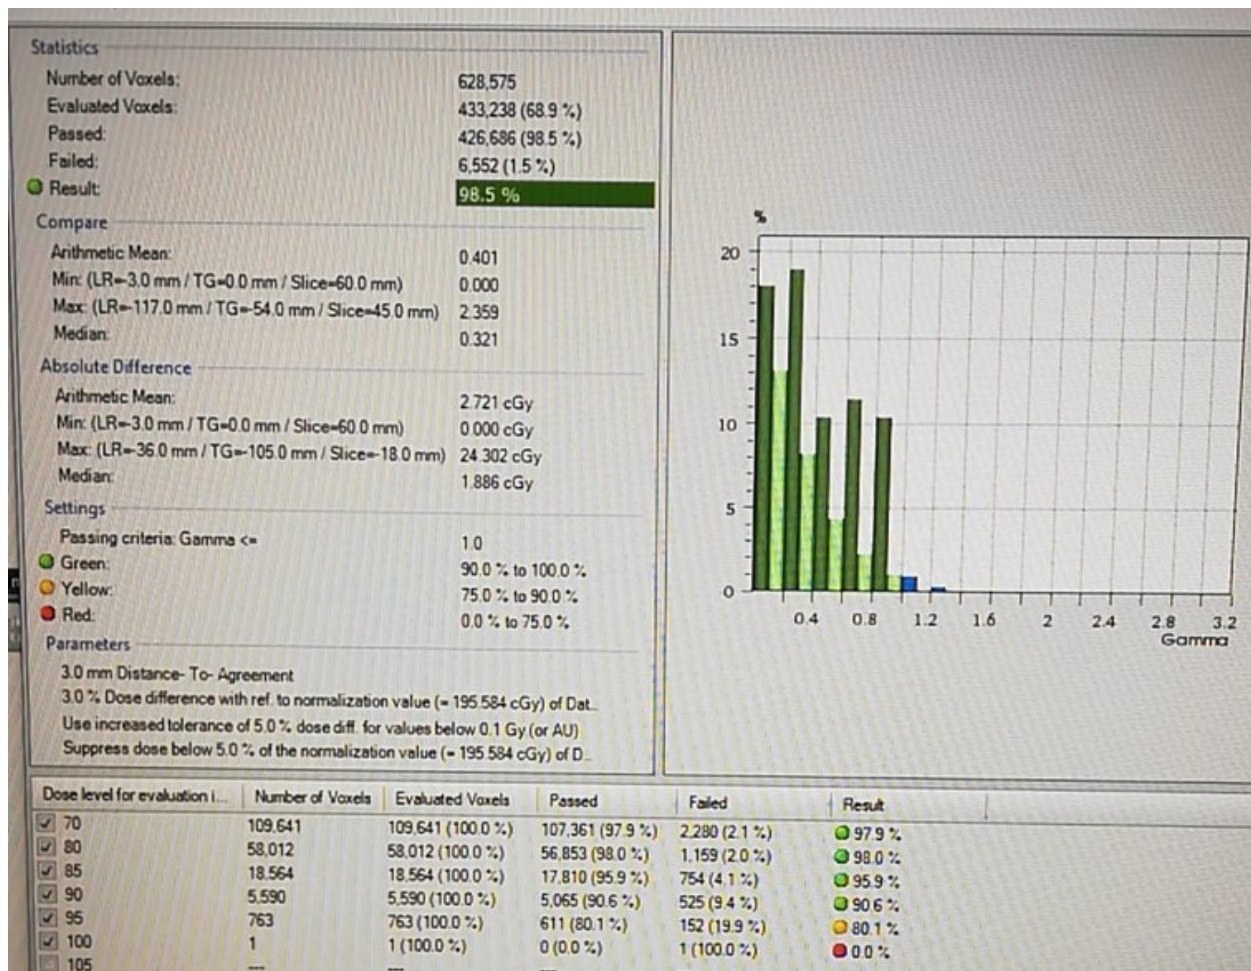 Statistics
Number of Voxels: 628,575
Evaluated Voxels: 433,238 (68.9 %)
Passed: 426,686 (98.5 %)
Failed: 6,552 (1.5 %)
Result: 98.5 %
Compare
Arithmetic Mean: 0.401
Min: (LR=-3.0 mm / TG=0.0 mm / Slice=60.0 mm) 0.000
Max: (LR=-117.0 mm / TG=-54.0 mm / Slice=45.0 mm) 2.359
Median: 0.321
Absolute Difference
Arithmetic Mean: 2.721 cGy
Min: (LR=-3.0 mm / TG=0.0 mm / Slice=60.0 mm) 0.000 cGy
Max: (LR=-36.0 mm / TG=-105.0 mm / Slice=-18.0 mm) 24.302 cGy
Median: 1.886 cGy
Settings
Passing criteria: Gamma <= 1.0
Green: 90.0 % to 100.0 %
Yellow: 75.0 % to 90.0 %
Red: 0.0 % to 75.0 %
Parameters
3.0 mm Distance- To- Agreement
3.0 % Dose difference with ref. to normalization value (= 195.584 cGy) of Dat...
Use increased tolerance of 5.0 % dose diff. for values below 0.1 Gy (or AU)
Suppress dose below 5.0 % of the normalization value (= 195.584 cGy) of D...
%
20
15
10
5
0
0.4 0.8 1.2 1.6 2 2.4 2.8 3.2
Gamma
Dose level for evaluation i... Number of Voxels Evaluated Voxels Passed Failed Result
70 109,641 109,641 (100.0 %) 107,361 (97.9 %) 2,280 (2.1 %) 97.9 %
80 58,012 58,012 (100.0 %) 56,853 (98.0 %) 1,159 (2.0 %) 98.0 %
85 18,564 18,564 (100.0 %) 17,810 (95.9 %) 754 (4.1 %) 95.9 %
90 5,590 5,590 (100.0 %) 5,065 (90.6 %) 525 (9.4 %) 90.6 %
95 763 763 (100.0 %) 611 (80.1 %) 152 (19.9 %) 80.1 %
100 1 1 (100.0 %) 0 (0.0 %) 1 (100.0 %) 0.0 %
105 --- --- ---